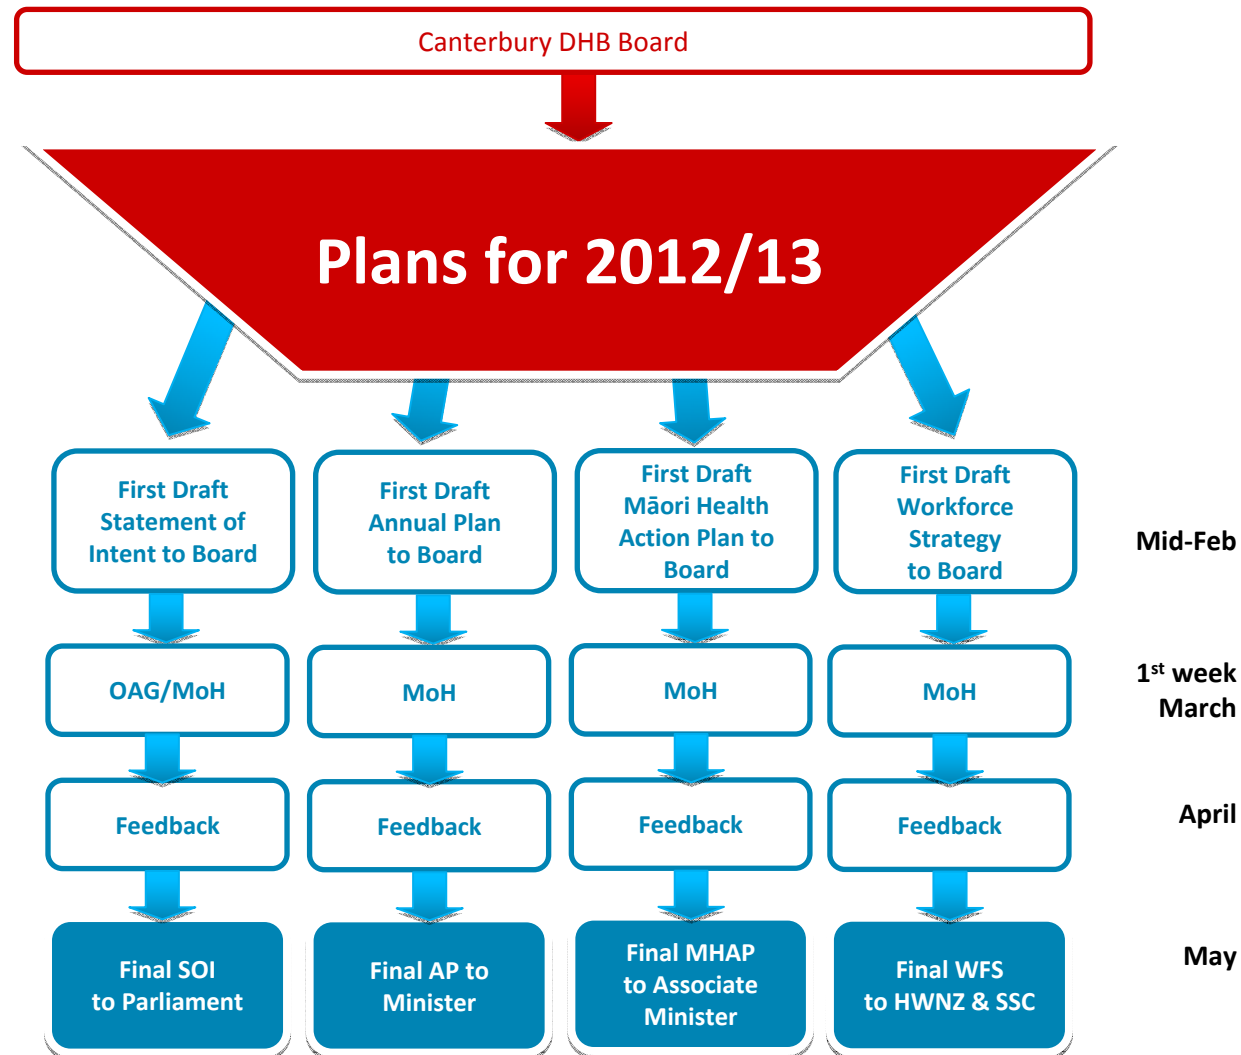 Canterbury DHB Board
Plans for 2012/13
First Draft
Statement of
Intent to Board
First Draft
Annual Plan
to Board
First Draft
Māori Health
Action Plan to
Board
First Draft
Workforce
Strategy
to Board
Mid-Feb
OAG/MoH
MoH
MoH
MoH
1st week
March
Feedback
Feedback
Feedback
Feedback
April
Final SOI
to Parliament
Final AP to
Minister
Final MHAP
to Associate
Minister
Final WFS
to HWNZ & SSC
May